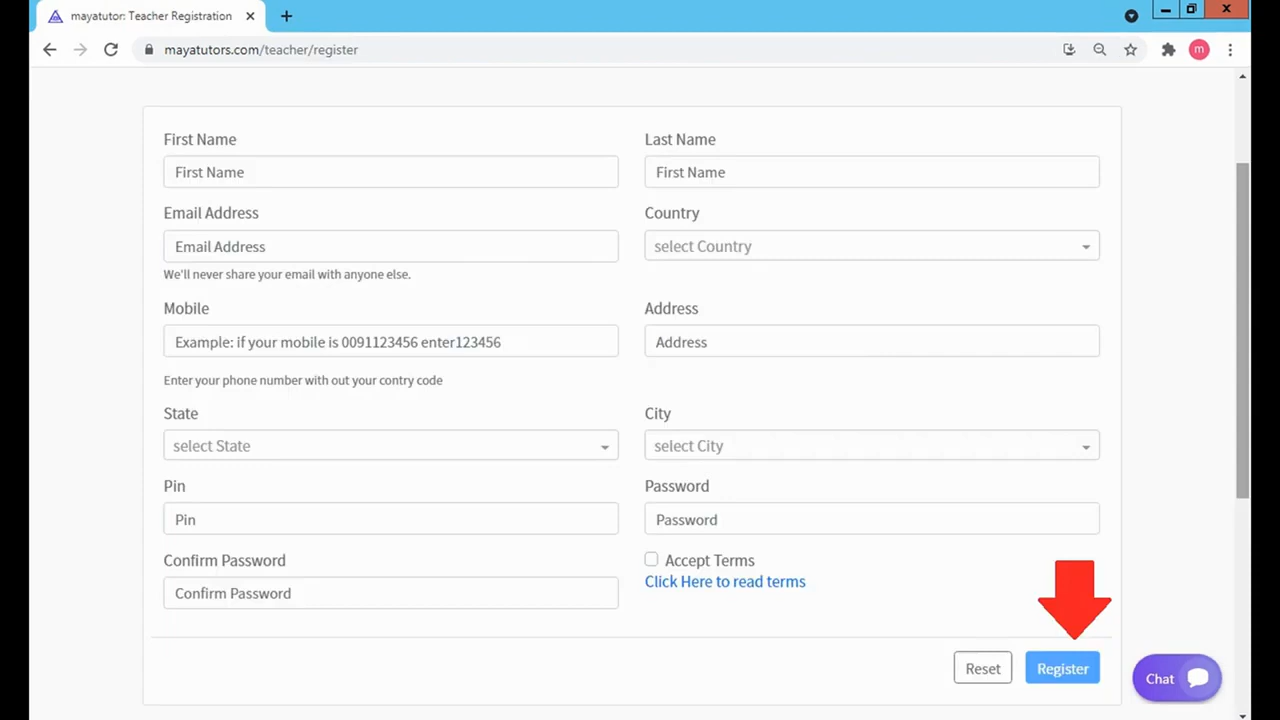 mayatutor: Teacher Registration
mayatutors.com/teacher/register
m
First Name
Last Name
First Name
First Name
Email Address
Country
Email Address
select Country
We'll never share your email with anyone else.
Mobile
Address
Example: if your mobile is 0091123456 enter123456
Address
Enter your phone number with out your contry code
State
City
select State
select City
Pin
Password
Pin
Password
Confirm Password
Accept Terms
Click Here to read terms
Confirm Password
Reset
Register
Chat